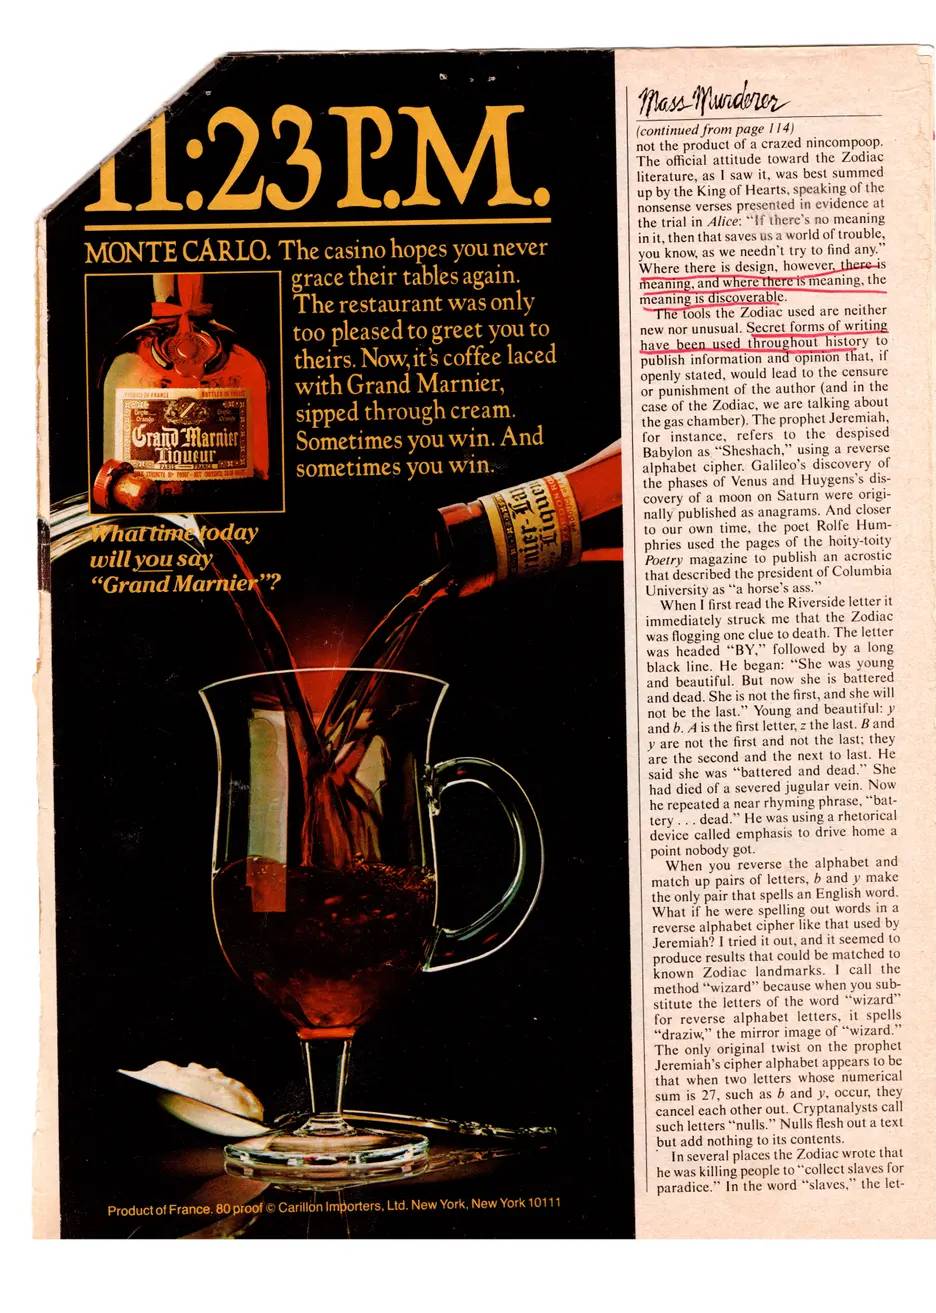 11:23 P.M.
MONTE CARLO. The casino hopes you never
grace their tables again.
The restaurant was only
too pleased to greet you to
theirs. Now, it's coffee laced
with Grand Marnier,
sipped through cream.
Sometimes you win. And
sometimes you win.
PRODUCT OF FRANCE BOTTLED IN FRANCE
Triple Orange
Grand Marnier
Liqueur
PARIS FRANCE
What time today
will you say
“Grand Marnier”?
Product of France. 80 proof © Carillon Importers, Ltd. New York, New York 10111
Mass Murderer
(continued from page 114)
not the product of a crazed nincompoop.
The official attitude toward the Zodiac
literature, as I saw it, was best summed
up by the King of Hearts, speaking of the
nonsense verses presented in evidence at
the trial in Alice: “If there’s no meaning
in it, then that saves us a world of trouble,
you know, as we needn’t try to find any.”
Where there is design, however, there is
meaning, and where there is meaning, the
meaning is discoverable.
The tools the Zodiac used are neither
new nor unusual. Secret forms of writing
have been used throughout history to
publish information and opinion that, if
openly stated, would lead to the censure
or punishment of the author (and in the
case of the Zodiac, we are talking about
the gas chamber). The prophet Jeremiah,
for instance, refers to the despised
Babylon as “Sheshach,” using a reverse
alphabet cipher. Galileo’s discovery of
the phases of Venus and Huygens’s dis-
covery of a moon on Saturn were origi-
nally published as anagrams. And closer
to our own time, the poet Rolfe Hum-
phries used the pages of the hoity-toity
Poetry magazine to publish an acrostic
that described the president of Columbia
University as “a horse’s ass.”
When I first read the Riverside letter it
immediately struck me that the Zodiac
was flogging one clue to death. The letter
was headed “BY,” followed by a long
black line. He began: “She was young
and beautiful. But now she is battered
and dead. She is not the first, and she will
not be the last.” Young and beautiful: y
and b. A is the first letter, z the last. B and
y are not the first and not the last; they
are the second and the next to last. He
said she was “battered and dead.” She
had died of a severed jugular vein. Now
he repeated a near rhyming phrase, “bat-
tery . . . dead.” He was using a rhetorical
device called emphasis to drive home a
point nobody got.
When you reverse the alphabet and
match up pairs of letters, b and y make
the only pair that spells an English word.
What if he were spelling out words in a
reverse alphabet cipher like that used by
Jeremiah? I tried it out, and it seemed to
produce results that could be matched to
known Zodiac landmarks. I call the
method “wizard” because when you sub-
stitute the letters of the word “wizard”
for reverse alphabet letters, it spells
“draziw,” the mirror image of “wizard.”
The only original twist on the prophet
Jeremiah’s cipher alphabet appears to be
that when two letters whose numerical
sum is 27, such as b and y, occur, they
cancel each other out. Cryptanalysts call
such letters “nulls.” Nulls flesh out a text
but add nothing to its contents.
In several places the Zodiac wrote that
he was killing people to “collect slaves for
paradice.” In the word “slaves,” the let-